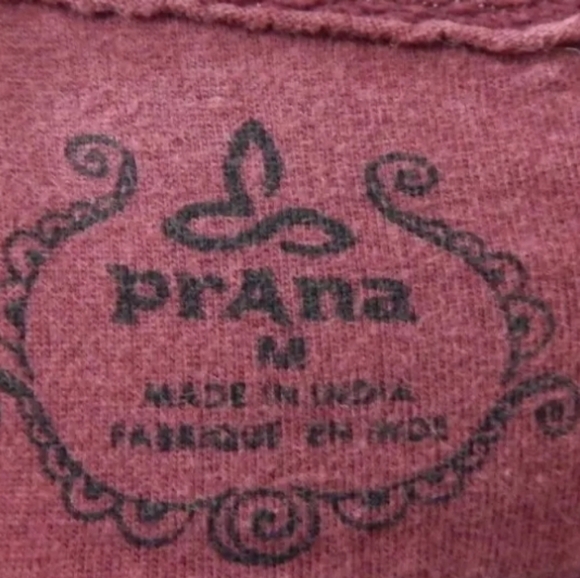 prAna
M
MADE IN INDIA
FABRIQUE EN INDE